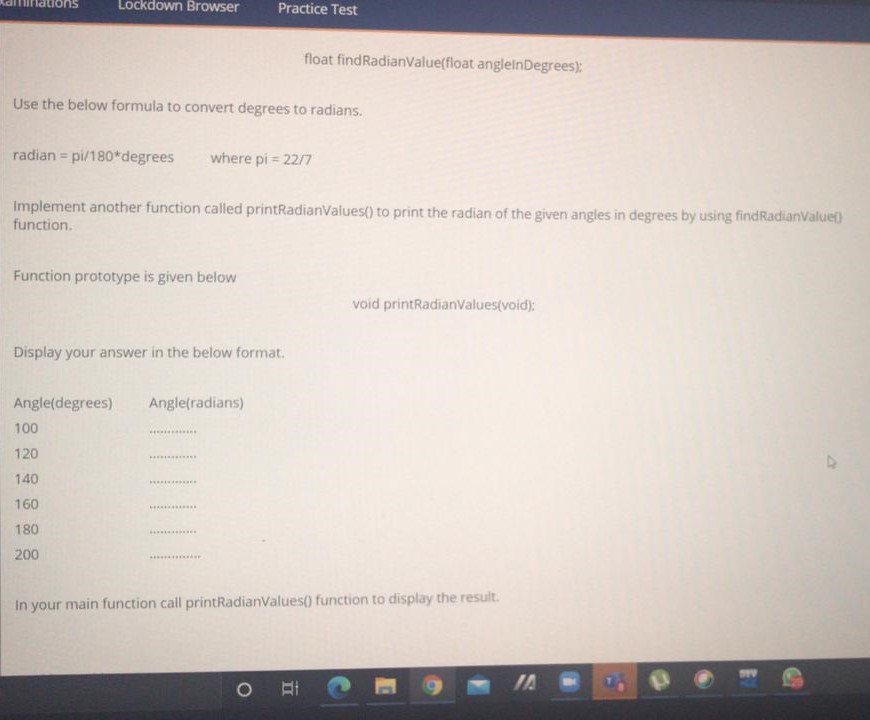 Lockdown Browser Practice Test
float findRadianValue(float angleInDegrees);
Use the below formula to convert degrees to radians.
radian = pi/180*degrees where pi = 22/7
Implement another function called printRadianValues() to print the radian of the given angles in degrees by using findRadianValue()
function.
Function prototype is given below
void printRadianValues(void);
Display your answer in the below format.
Angle(degrees) Angle(radians)
100 .............
120 .............
140 .............
160 .............
180 .............
200 ..............
In your main function call printRadianValues() function to display the result.